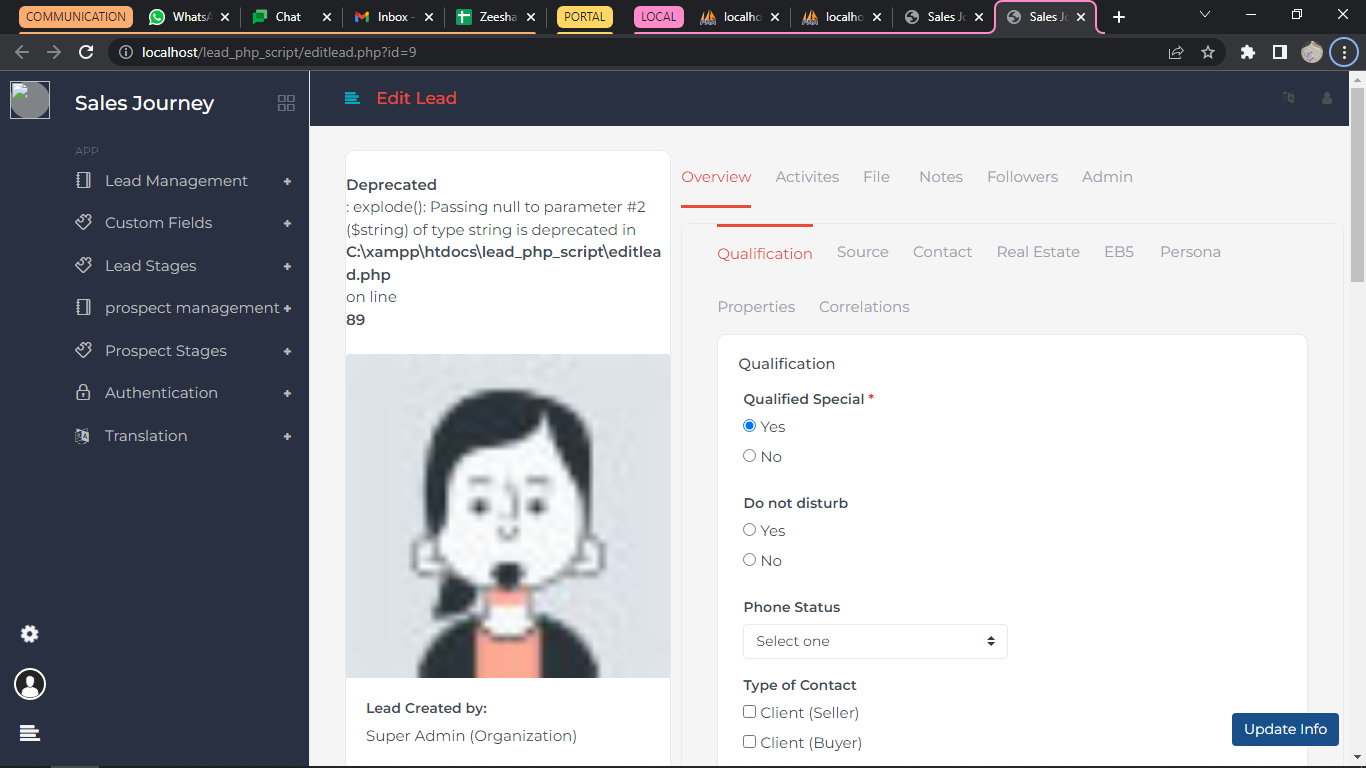 COMMUNICATION
WhatsA
Chat
Inbox -
Zeesha
PORTAL
LOCAL
localho
localho
Sales Jo
Sales Jo
localhost/lead_php_script/editlead.php?id=9
Sales Journey
Edit Lead
APP
Lead Management
Custom Fields
Lead Stages
prospect management
Prospect Stages
Authentication
Translation
Deprecated
: explode(): Passing null to parameter #2
($string) of type string is deprecated in
C:\xampp\htdocs\lead_php_script\editlea
d.php
on line
89
Lead Created by:
Super Admin (Organization)
Overview Activites File Notes Followers Admin
Qualification Source Contact Real Estate EB5 Persona
Properties Correlations
Qualification
Qualified Special *
Yes
No
Do not disturb
Yes
No
Phone Status
Select one
Type of Contact
Client (Seller)
Client (Buyer)
Update Info